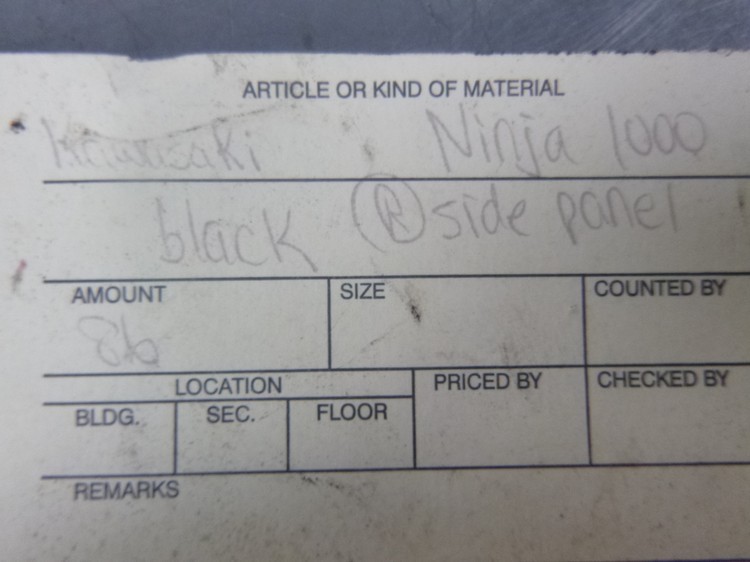 ARTICLE OR KIND OF MATERIAL
Kawasaki Ninja 1000
black Ⓡ side panel
AMOUNT SIZE COUNTED BY
86
LOCATION PRICED BY CHECKED BY
BLDG. SEC. FLOOR
REMARKS